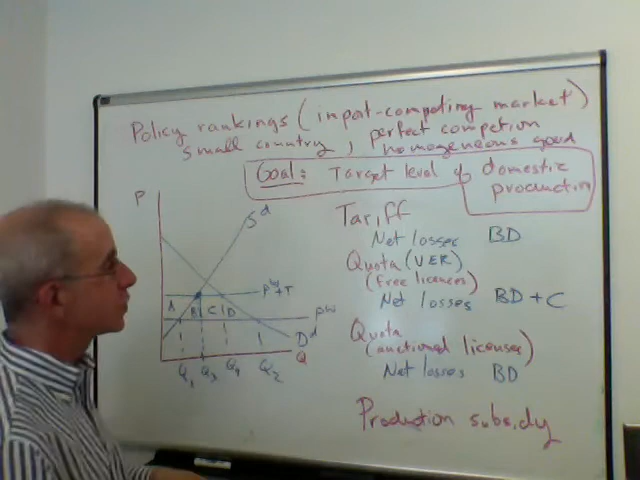 Policy rankings (import-competing market)
small country, perfect competion
homogeneous good
Goal: Target level of domestic
production
P
S^d
Tariff
Net losses BD
Quota (VER)
(free licenses)
Net losses BD + C
P^W+T
A B C D
P^W
D^d
Quota
(auctioned licenses)
Net losses BD
Q
Q1 Q3 Q4 Q2
Production subsidy